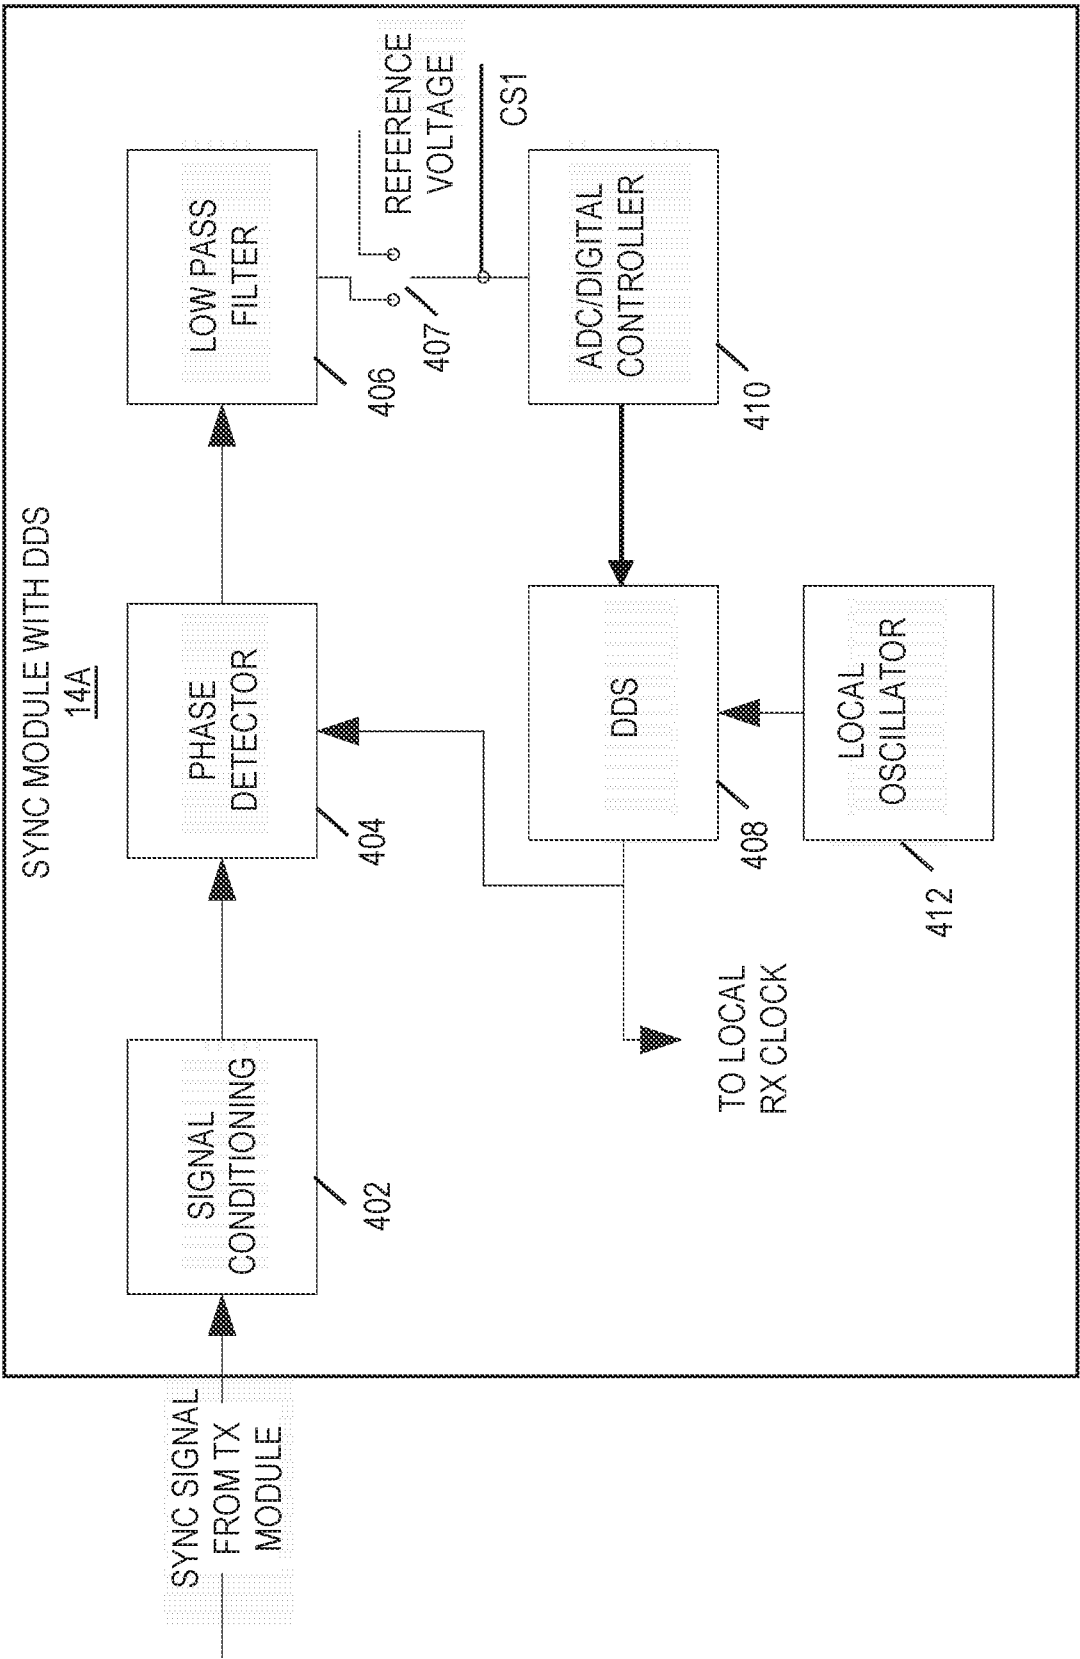 SYNC MODULE WITH DDS
14A
SYNC SIGNAL
FROM TX
MODULE
SIGNAL
CONDITIONING
402
PHASE
DETECTOR
404
LOW PASS
FILTER
406
407
REFERENCE
VOLTAGE
CS1
ADC/DIGITAL
CONTROLLER
410
DDS
408
LOCAL
OSCILLATOR
412
TO LOCAL
RX CLOCK